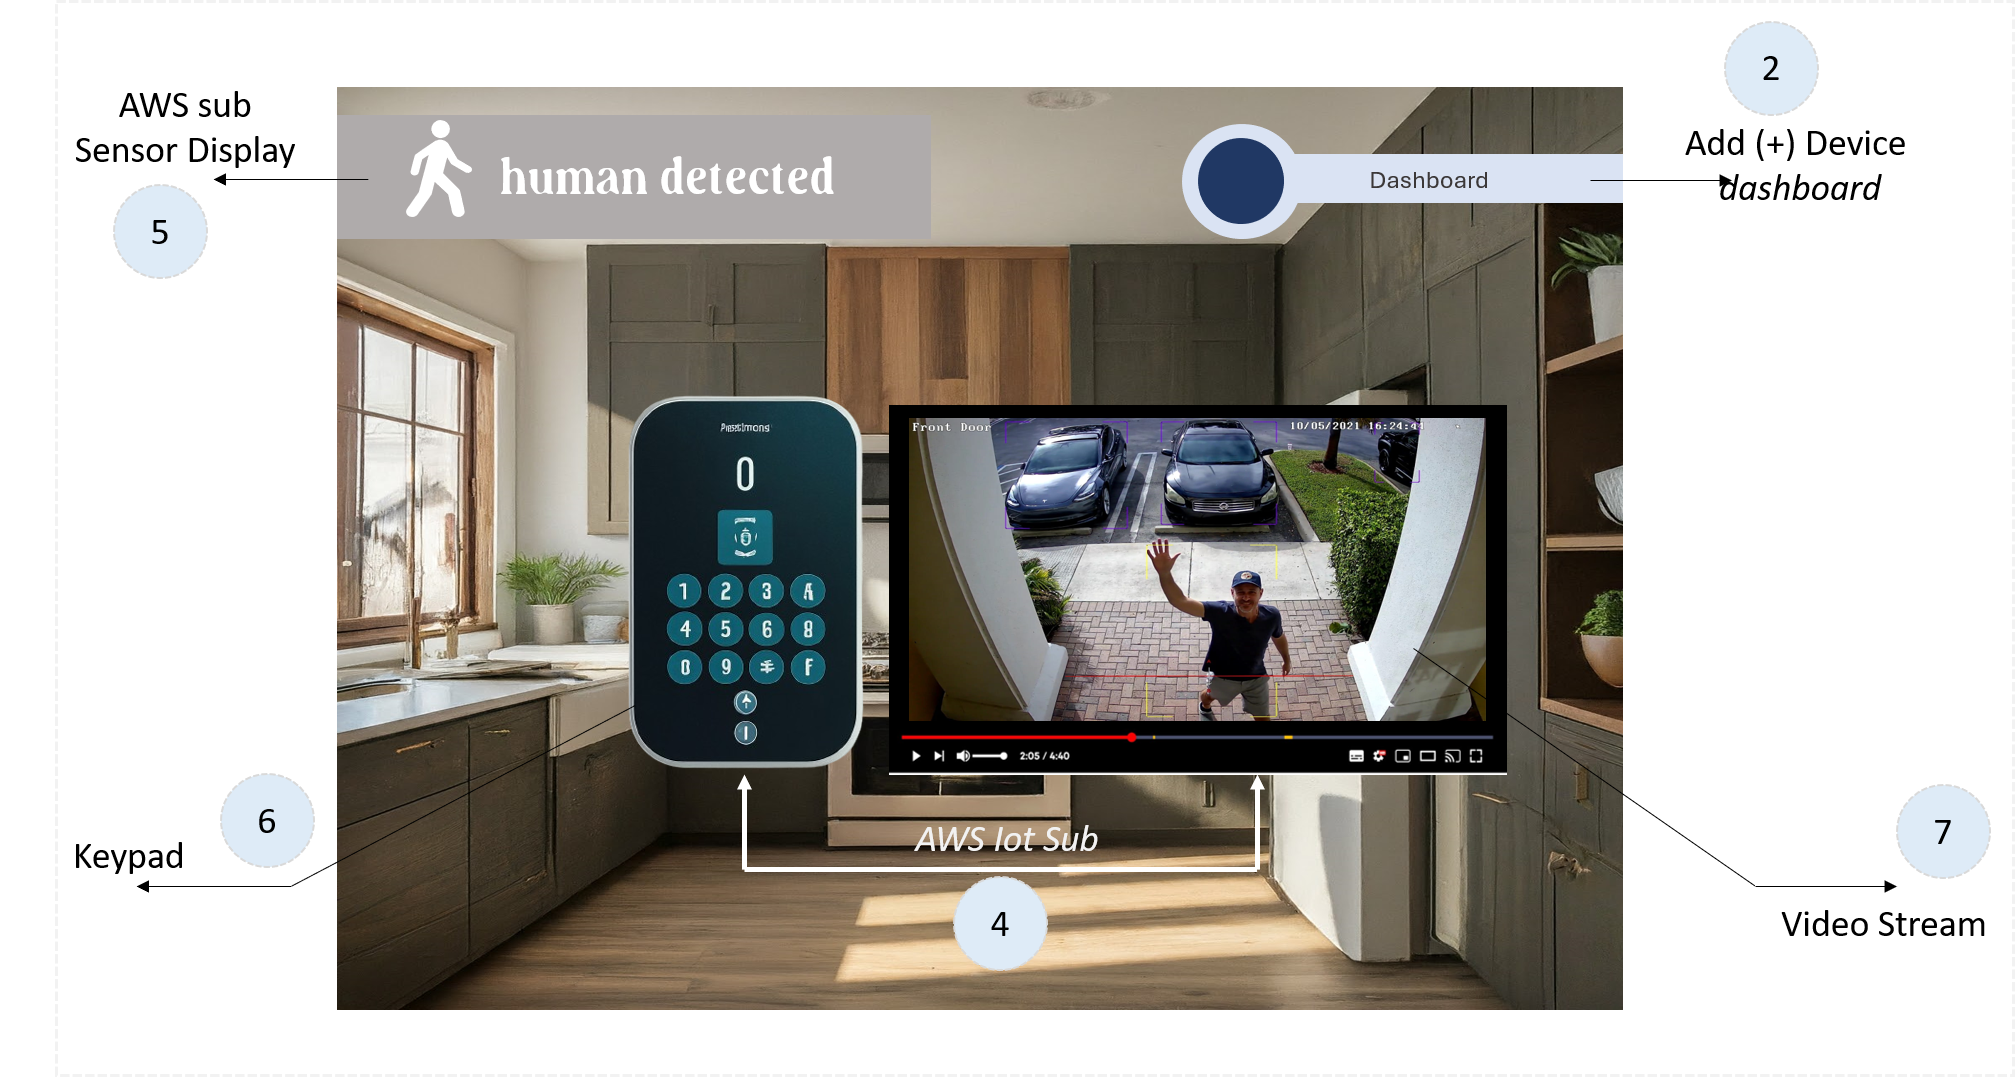 2
AWS sub
Sensor Display
Add (+) Device
dashboard
human detected
Dashboard
5
Front Door
10/05/2021 16:24:44
0
1 2 3 A
4 5 6 8
0 9 F
2:05 / 4:40
6
Keypad
AWS Iot Sub
4
7
Video Stream